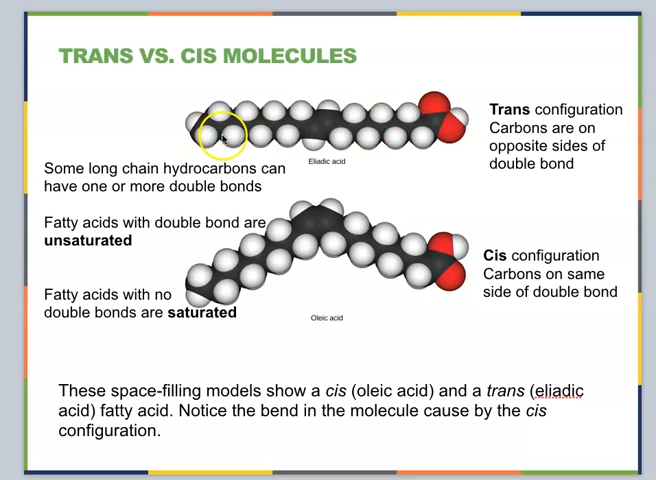 TRANS VS. CIS MOLECULES
Trans configuration
Carbons are on
opposite sides of
double bond
Eliadic acid
Some long chain hydrocarbons can
have one or more double bonds
Fatty acids with double bond are
unsaturated
Cis configuration
Carbons on same
side of double bond
Fatty acids with no
double bonds are saturated
Oleic acid
These space-filling models show a cis (oleic acid) and a trans (eliadic
acid) fatty acid. Notice the bend in the molecule cause by the cis
configuration.